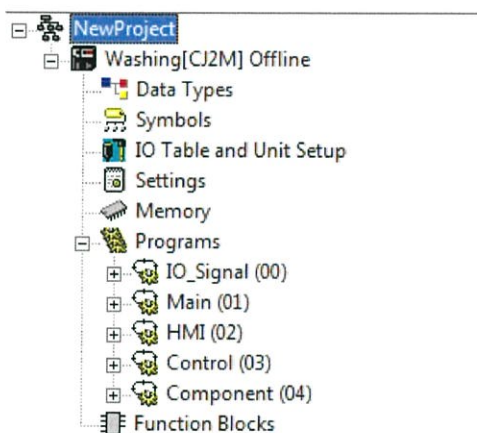 NewProject
Washing[CJ2M] Offline
Data Types
Symbols
IO Table and Unit Setup
Settings
Memory
Programs
IO_Signal (00)
Main (01)
HMI (02)
Control (03)
Component (04)
Function Blocks